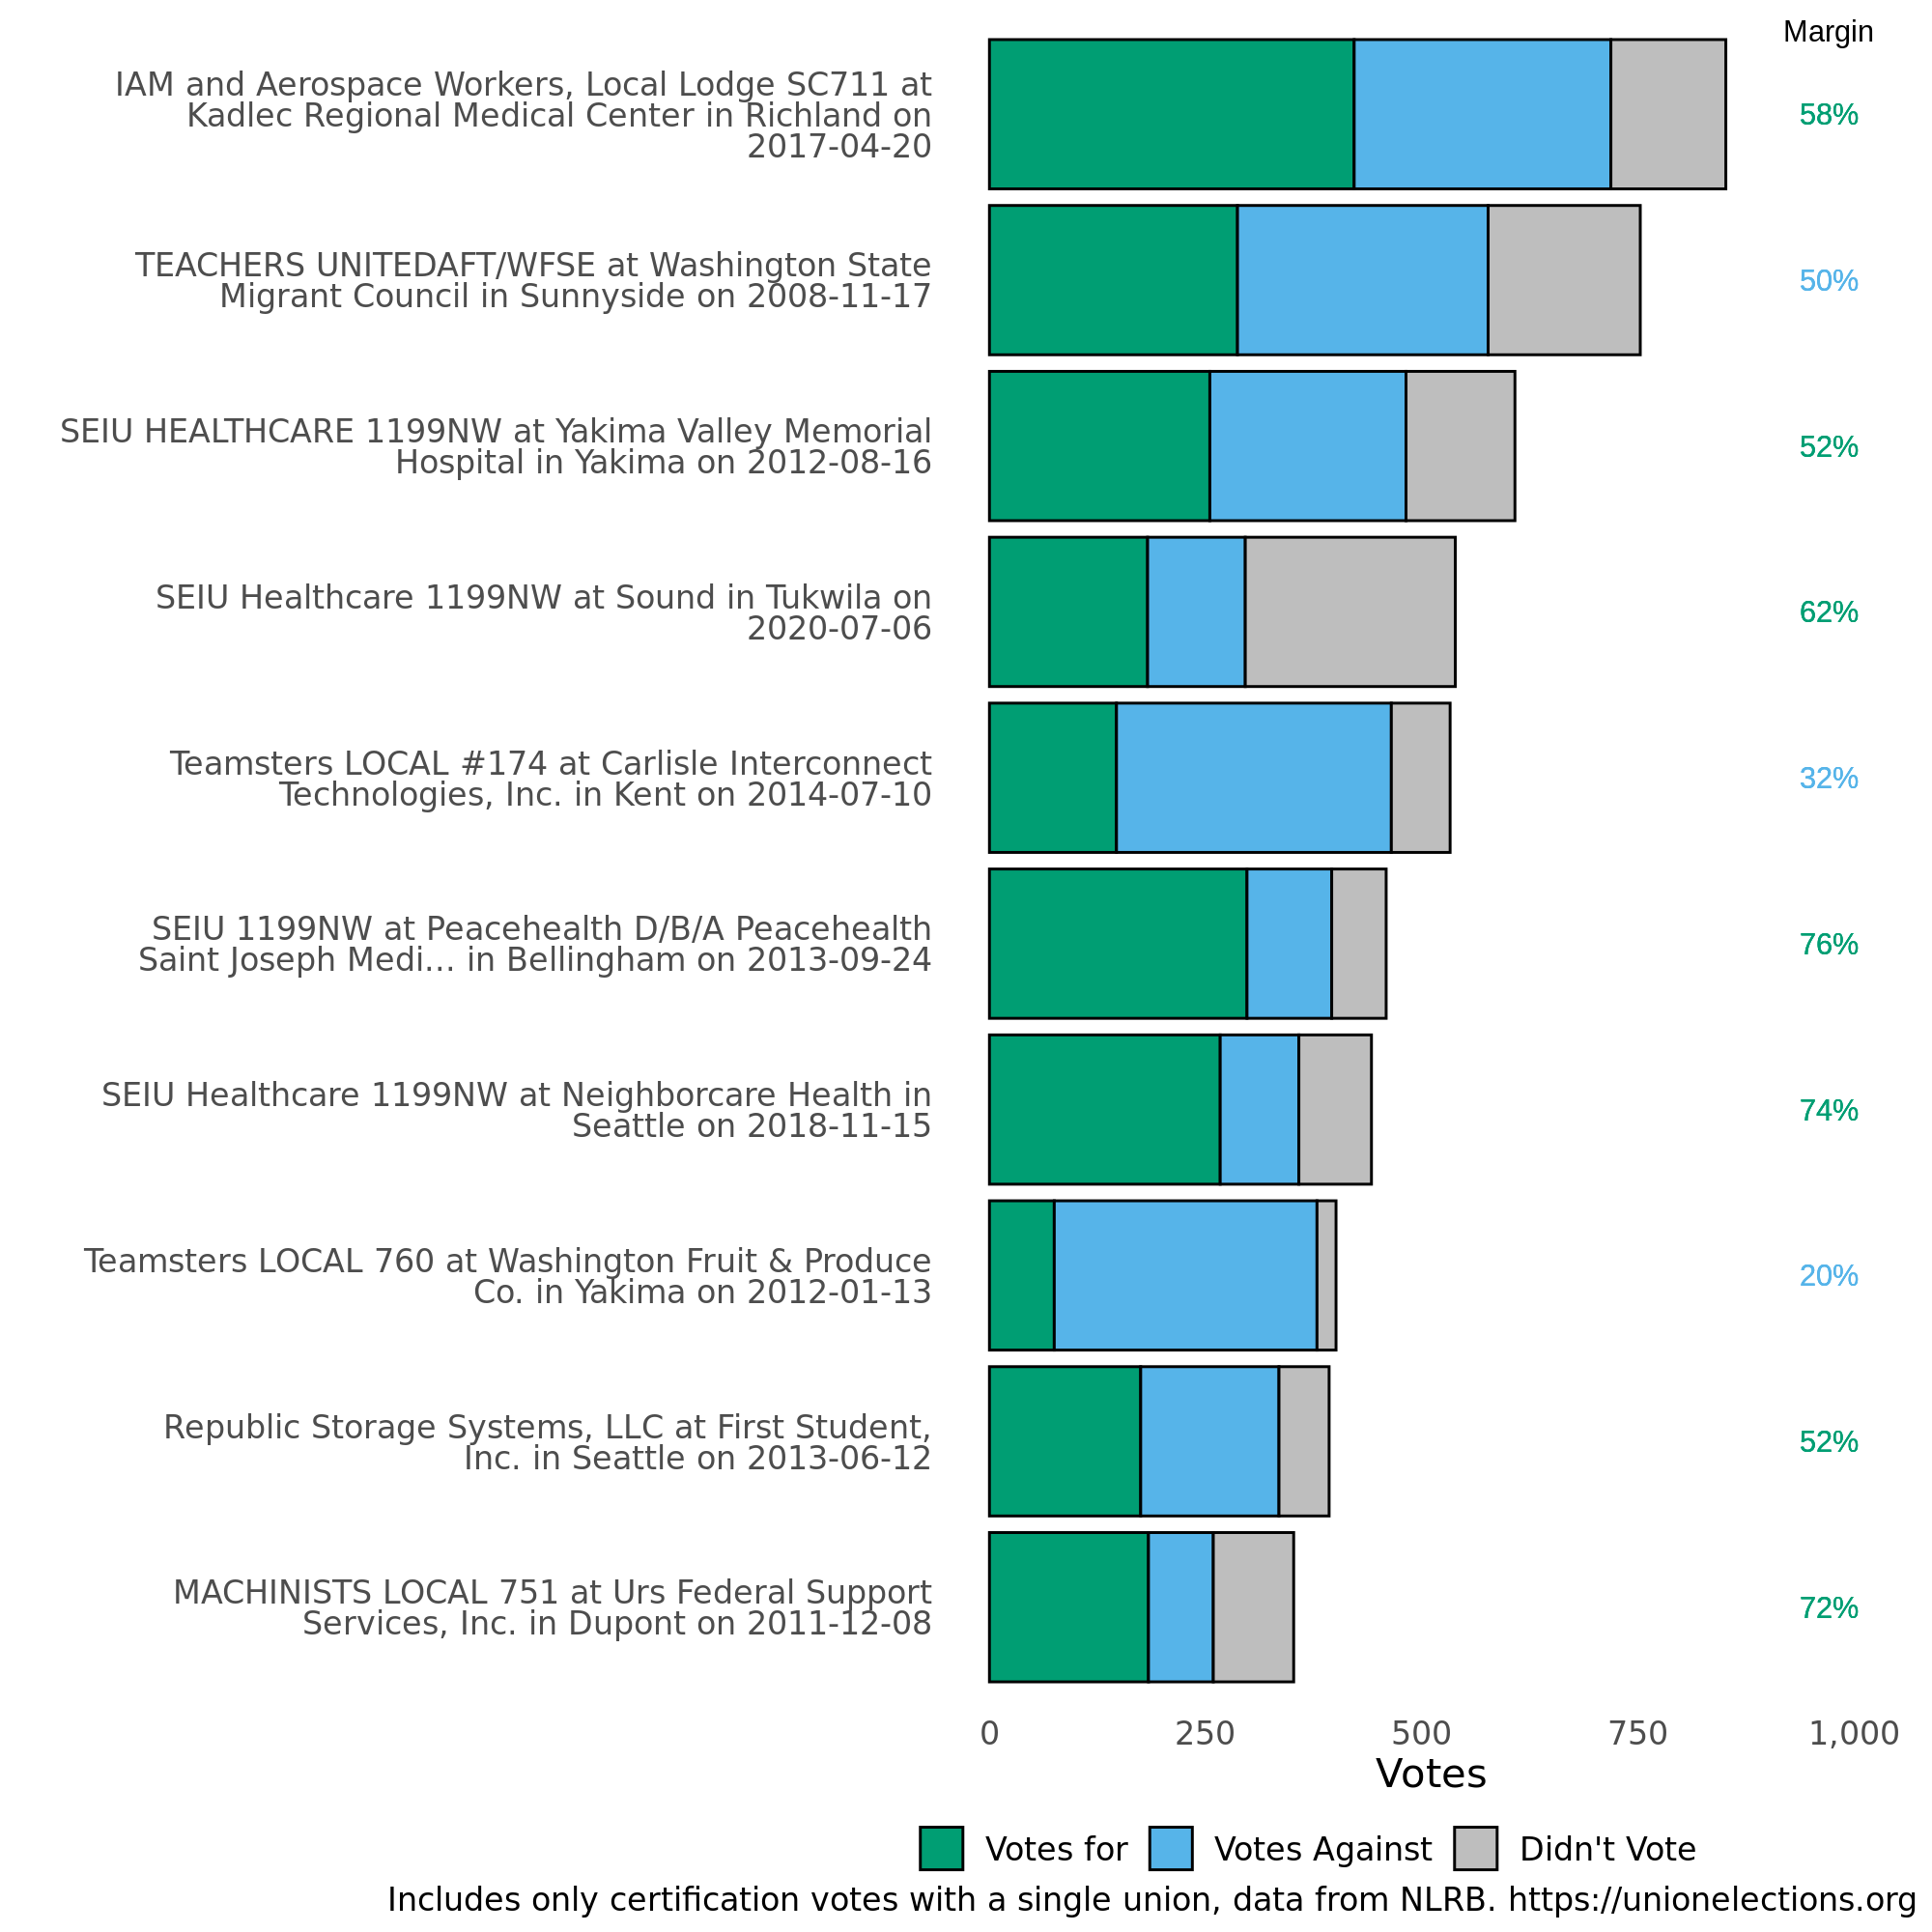 Margin
IAM and Aerospace Workers, Local Lodge SC711 at
Kadlec Regional Medical Center in Richland on
2017-04-20
58%
TEACHERS UNITEDAFT/WFSE at Washington State
Migrant Council in Sunnyside on 2008-11-17
50%
SEIU HEALTHCARE 1199NW at Yakima Valley Memorial
Hospital in Yakima on 2012-08-16
52%
SEIU Healthcare 1199NW at Sound in Tukwila on
2020-07-06
62%
Teamsters LOCAL #174 at Carlisle Interconnect
Technologies, Inc. in Kent on 2014-07-10
32%
SEIU 1199NW at Peacehealth D/B/A Peacehealth
Saint Joseph Medi... in Bellingham on 2013-09-24
76%
SEIU Healthcare 1199NW at Neighborcare Health in
Seattle on 2018-11-15
74%
Teamsters LOCAL 760 at Washington Fruit & Produce
Co. in Yakima on 2012-01-13
20%
Republic Storage Systems, LLC at First Student,
Inc. in Seattle on 2013-06-12
52%
MACHINISTS LOCAL 751 at Urs Federal Support
Services, Inc. in Dupont on 2011-12-08
72%
0 250 500 750 1,000
Votes
Votes for Votes Against Didn't Vote
Includes only certification votes with a single union, data from NLRB. https://unionelections.org